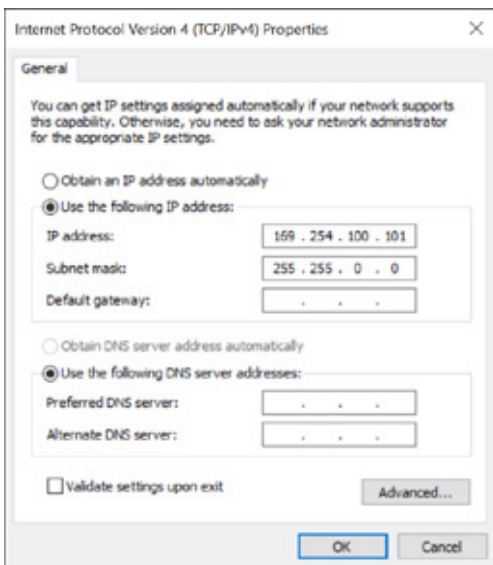 Internet Protocol Version 4 (TCP/IPv4) Properties
General
You can get IP settings assigned automatically if your network supports
this capability. Otherwise, you need to ask your network administrator
for the appropriate IP settings.
Obtain an IP address automatically
Use the following IP address:
IP address: 169 . 254 . 100 . 101
Subnet mask: 255 . 255 . 0 . 0
Default gateway: . . .
Obtain DNS server address automatically
Use the following DNS server addresses:
Preferred DNS server: . . .
Alternate DNS server: . . .
Validate settings upon exit
Advanced...
OK Cancel